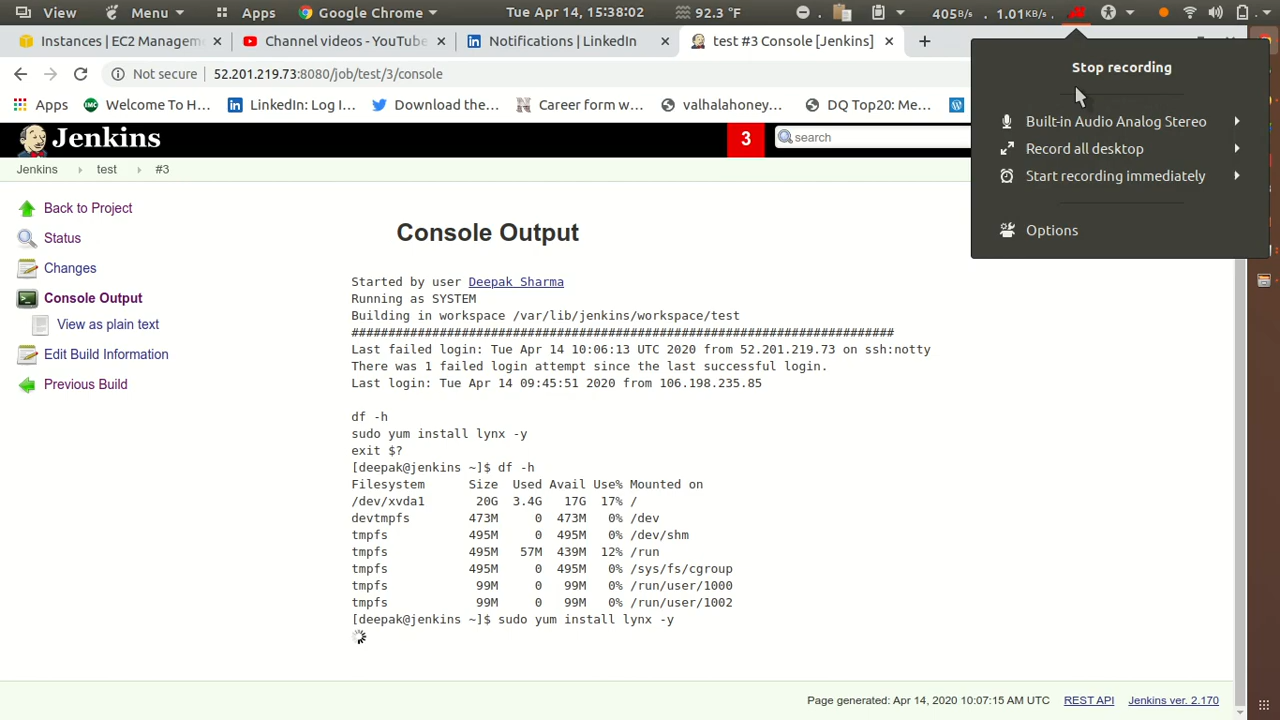 View Menu Apps Google Chrome Tue Apr 14, 15:38:02 92.3 °F 405B/s 1.01KB/s
Instances | EC2 Managem
Channel videos - YouTube
Notifications | LinkedIn
test #3 Console [Jenkins]
Not secure 52.201.219.73:8080/job/test/3/console
Apps Welcome To H... LinkedIn: Log I... Download the... Career form w... valhalahoney... DQ Top20: Me...
Stop recording
Built-in Audio Analog Stereo
Record all desktop
Start recording immediately
Options
Jenkins 3 search
Jenkins test #3
Back to Project
Status
Changes
Console Output
View as plain text
Edit Build Information
Previous Build
Console Output
Started by user Deepak Sharma
Running as SYSTEM
Building in workspace /var/lib/jenkins/workspace/test
##########################################################################
Last failed login: Tue Apr 14 10:06:13 UTC 2020 from 52.201.219.73 on ssh:notty
There was 1 failed login attempt since the last successful login.
Last login: Tue Apr 14 09:45:51 2020 from 106.198.235.85
df -h
sudo yum install lynx -y
exit $?
[deepak@jenkins ~]$ df -h
Filesystem Size Used Avail Use% Mounted on
/dev/xvda1 20G 3.4G 17G 17% /
devtmpfs 473M 0 473M 0% /dev
tmpfs 495M 0 495M 0% /dev/shm
tmpfs 495M 57M 439M 12% /run
tmpfs 495M 0 495M 0% /sys/fs/cgroup
tmpfs 99M 0 99M 0% /run/user/1000
tmpfs 99M 0 99M 0% /run/user/1002
[deepak@jenkins ~]$ sudo yum install lynx -y
Page generated: Apr 14, 2020 10:07:15 AM UTC REST API Jenkins ver. 2.170